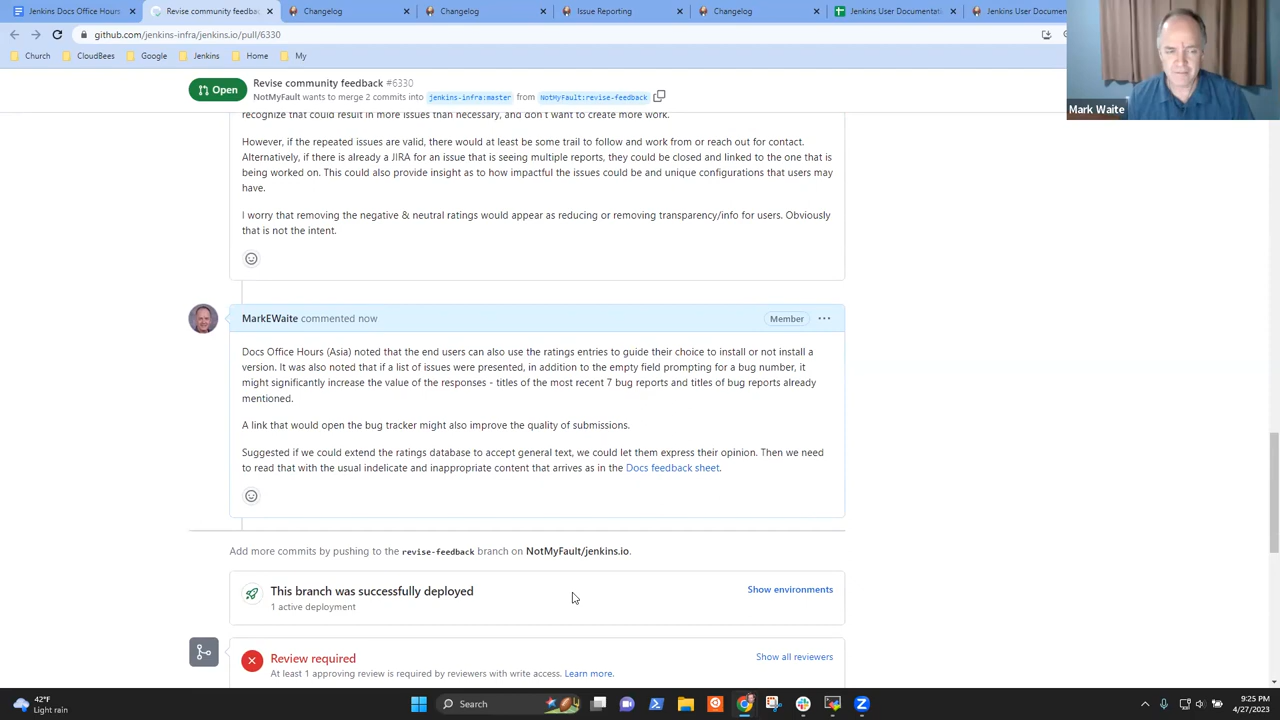 Jenkins Docs Office Hours
Revise community feedback
Changelog
Changelog
Issue Reporting
Changelog
Jenkins User Documentati
Jenkins User Documen
github.com/jenkins-infra/jenkins.io/pull/6330
Church
CloudBees
Google
Jenkins
Home
My
Mark Waite
Open
Revise community feedback #6330
NotMyFault wants to merge 2 commits into jenkins-infra:master from NotMyFault:revise-feedback
recognize that could result in more issues than necessary, and don't want to create more work.
However, if the repeated issues are valid, there would at least be some trail to follow and work from or reach out for contact.
Alternatively, if there is already a JIRA for an issue that is seeing multiple reports, they could be closed and linked to the one that is
being worked on. This could also provide insight as to how impactful the issues could be and unique configurations that users may
have.
I worry that removing the negative & neutral ratings would appear as reducing or removing transparency/info for users. Obviously
that is not the intent.
MarkEWaite commented now
Member
Docs Office Hours (Asia) noted that the end users can also use the ratings entries to guide their choice to install or not install a
version. It was also noted that if a list of issues were presented, in addition to the empty field prompting for a bug number, it
might significantly increase the value of the responses - titles of the most recent 7 bug reports and titles of bug reports already
mentioned.
A link that would open the bug tracker might also improve the quality of submissions.
Suggested if we could extend the ratings database to accept general text, we could let them express their opinion. Then we need
to read that with the usual indelicate and inappropriate content that arrives as in the Docs feedback sheet.
Add more commits by pushing to the revise-feedback branch on NotMyFault/jenkins.io.
This branch was successfully deployed
1 active deployment
Show environments
Review required
At least 1 approving review is required by reviewers with write access. Learn more.
Show all reviewers
42°F
Light rain
Search
9:25 PM
4/27/2023